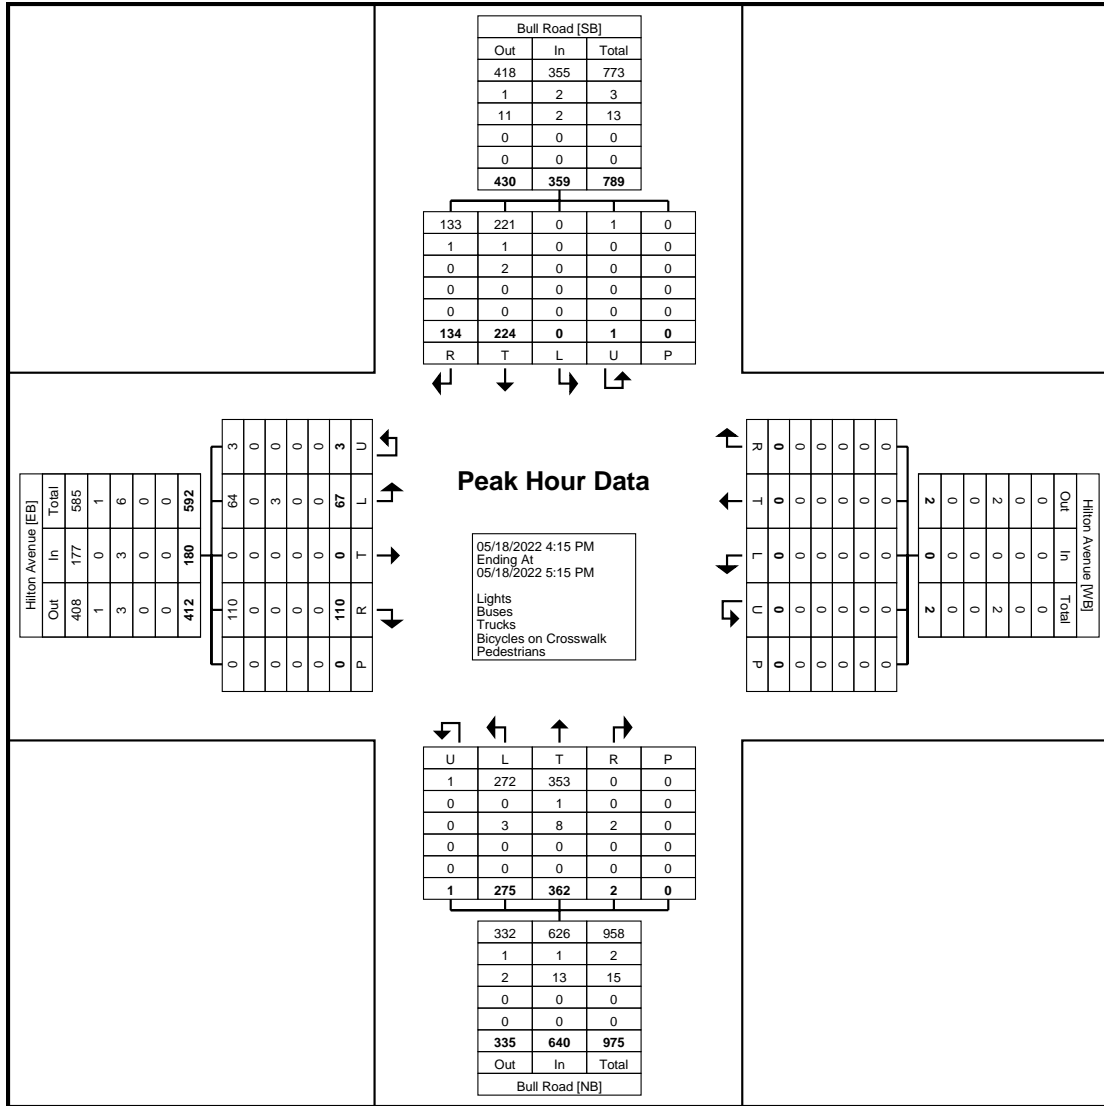 Bull Road [SB]
Out In Total
418 355 773
1 2 3
11 2 13
0 0 0
0 0 0
430 359 789
133 221 0 1 0
1 1 0 0 0
0 2 0 0 0
0 0 0 0 0
0 0 0 0 0
134 224 0 1 0
R T L U P
Hilton Avenue [EB]
Total 585 1 6 0 0 592
In 177 0 3 0 0 180
Out 408 1 3 0 0 412
3 0 0 0 0 3 U
64 0 3 0 0 67 L
0 0 0 0 0 0 T
110 0 0 0 0 110 R
0 0 0 0 0 0 P
Peak Hour Data
05/18/2022 4:15 PM
Ending At
05/18/2022 5:15 PM
Lights
Buses
Trucks
Bicycles on Crosswalk
Pedestrians
R 0 0 0 0 0 0
T 0 0 0 0 0 0
L 0 0 0 0 0 0
U 0 0 0 0 0 0
P 0 0 0 0 0 0
Hilton Avenue [WB]
Out 0 0 2 0 0 2
In 0 0 0 0 0 0
Total 0 0 2 0 0 2
U L T R P
1 272 353 0 0
0 0 1 0 0
0 3 8 2 0
0 0 0 0 0
0 0 0 0 0
1 275 362 2 0
332 626 958
1 1 2
2 13 15
0 0 0
0 0 0
335 640 975
Out In Total
Bull Road [NB]